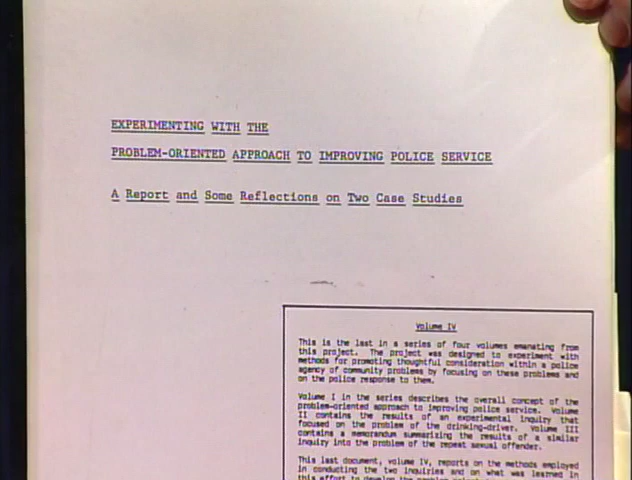 EXPERIMENTING WITH THE
PROBLEM-ORIENTED APPROACH TO IMPROVING POLICE SERVICE
A Report and Some Reflections on Two Case Studies
Volume IV
This is the last in a series of four volumes emanating from
this project. The project was designed to experiment with
methods for promoting thoughtful consideration within a police
agency of community problems by focusing on these problems and
on the police response to them.
Volume I in the series describes the overall concept of the
problem-oriented approach to improving police service. Volume
II contains the results of an experimental inquiry that
focused on the problem of the drinking-driver. Volume III
contains a memorandum summarizing the results of a similar
inquiry into the problem of the repeat sexual offender.
This last document, volume IV, reports on the methods employed
in conducting the two inquiries and on what was learned in
this effort to develop the problem